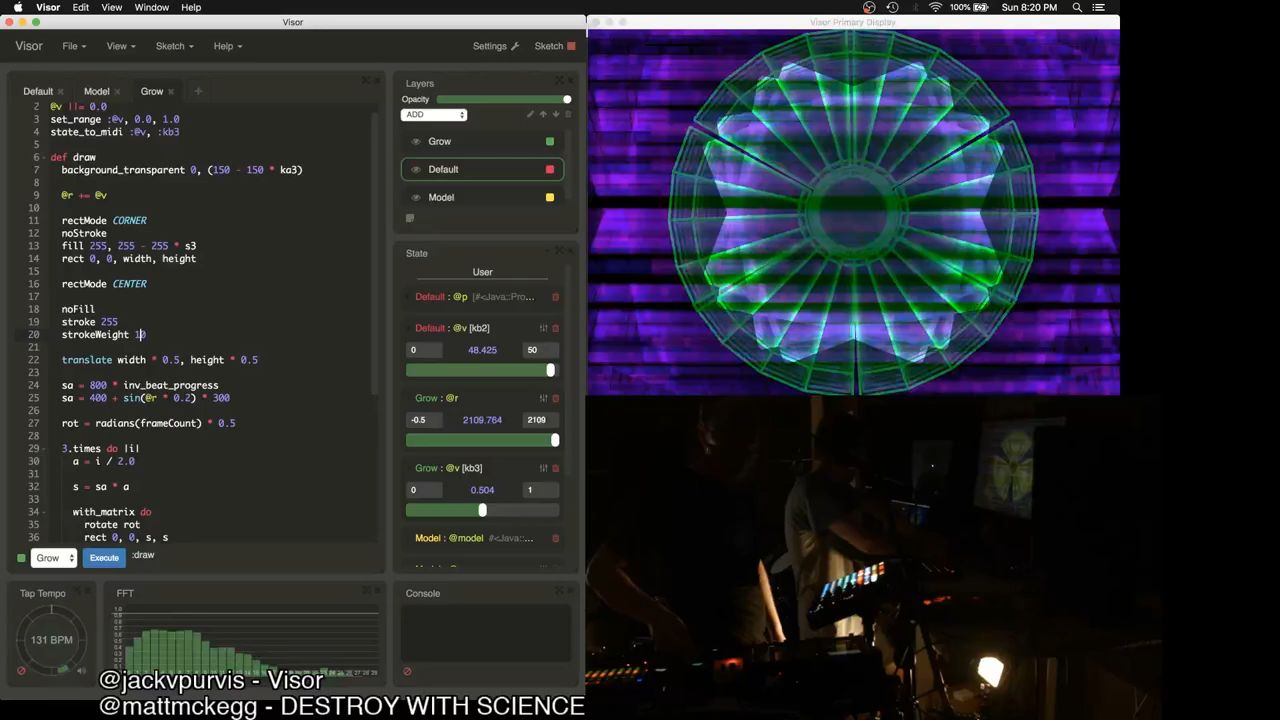 Visor Edit View Window Help
100% Sun 8:20 PM
Visor
Visor Primary Display
Visor File View Sketch Help Settings Sketch
Default Model Grow
2 @v ||= 0.0
3 set_range :@v, 0.0, 1.0
4 state_to_midi :@v, :kb3
5
6 def draw
7 background_transparent 0, (150 - 150 * ka3)
8
9 @r += @v
10
11 rectMode CORNER
12 noStroke
13 fill 255, 255 - 255 * s3
14 rect 0, 0, width, height
15
16 rectMode CENTER
17
18 noFill
19 stroke 255
20 strokeWeight 10
21
22 translate width * 0.5, height * 0.5
23
24 sa = 800 * inv_beat_progress
25 sa = 400 + sin(@r * 0.2) * 300
26
27 rot = radians(frameCount) * 0.5
28
29 3.times do |i|
30 a = i / 2.0
31
32 s = sa * a
33
34 with_matrix do
35 rotate rot
36 rect 0, 0, s, s
Grow Execute :draw
Layers
Opacity
ADD
Grow
Default
Model
State
User
Default : @p [#<Java::Pro...
Default : @v [kb2]
0 48.425 50
Grow : @r
-0.5 2109.764 2109
Grow : @v [kb3]
0 0.504 1
Model : @model #<Java::...
Tap Tempo
131 BPM
FFT
Console
@jackvpurvis - Visor
@mattmckegg - DESTROY WITH SCIENCE